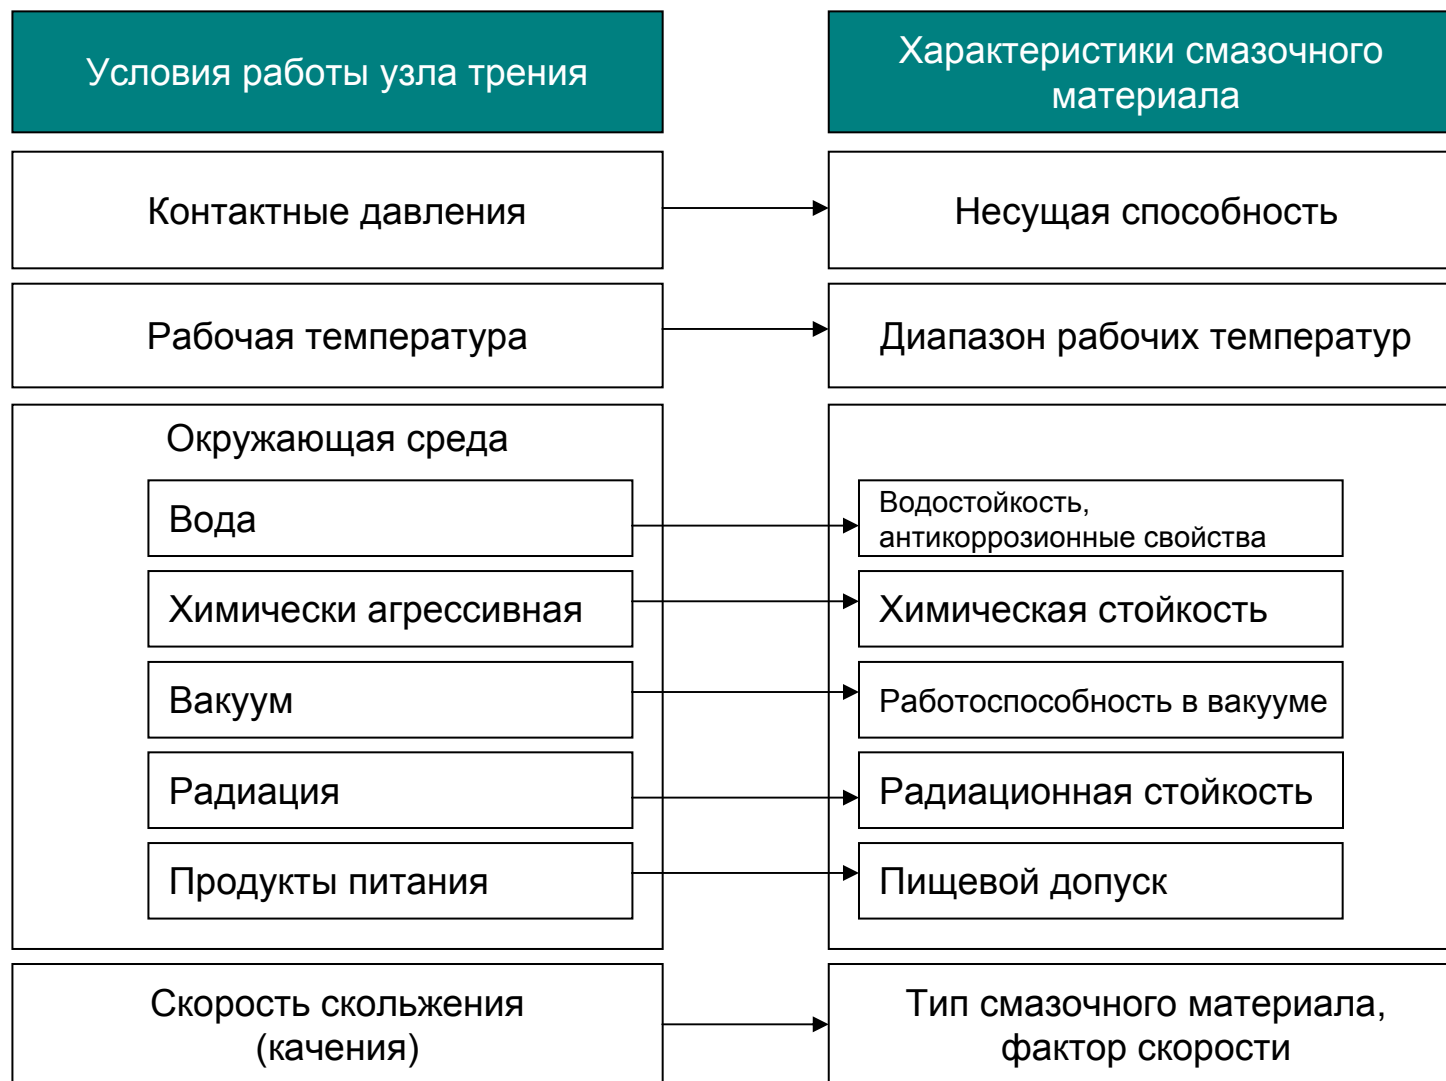 Условия работы узла трения
Характеристики смазочного
материала
Контактные давления
Несущая способность
Рабочая температура
Диапазон рабочих температур
Окружающая среда
Вода
Водостойкость,
антикоррозионные свойства
Химически агрессивная
Химическая стойкость
Вакуум
Работоспособность в вакууме
Радиация
Радиационная стойкость
Продукты питания
Пищевой допуск
Скорость скольжения
(качения)
Тип смазочного материала,
фактор скорости